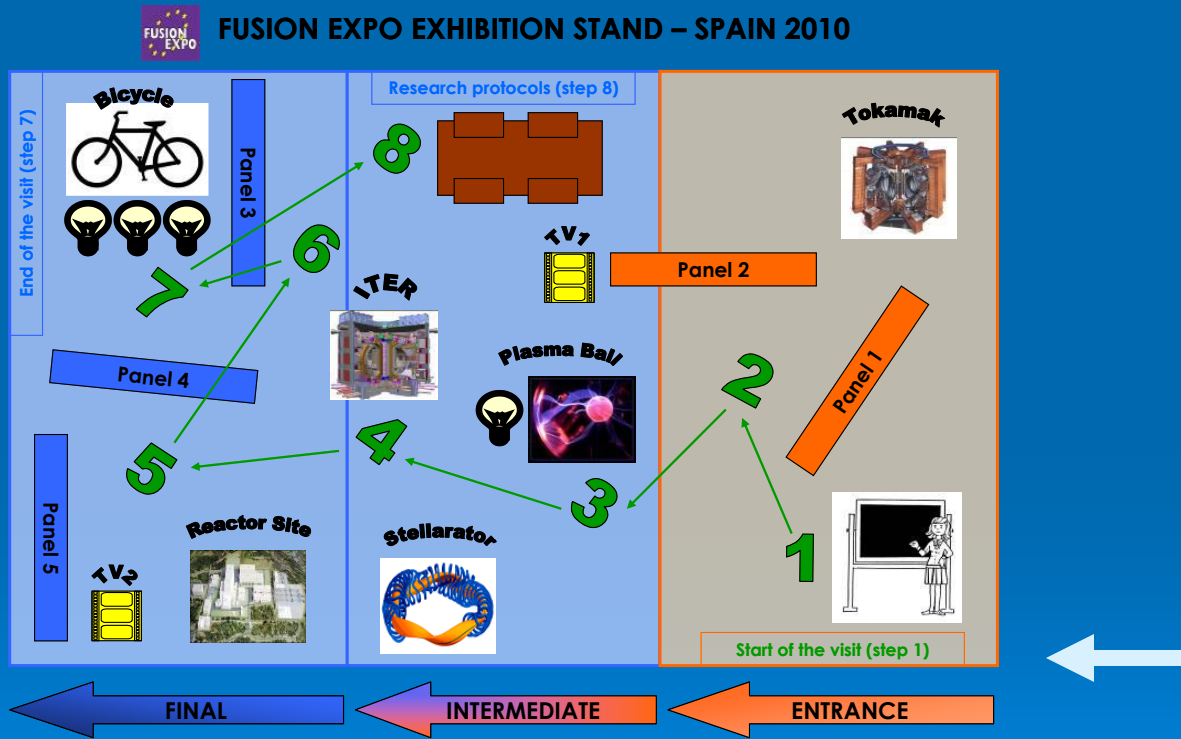 FUSION
EXPO
FUSION EXPO EXHIBITION STAND – SPAIN 2010
End of the visit (step 7)
Bicycle
Panel 3
Research protocols (step 8)
Tokamak
8
6
7
TV1
Panel 2
ITER
Panel 1
Plasma Ball
2
Panel 4
4
5
3
1
Panel 5
Reactor Site
Stellarator
TV2
Start of the visit (step 1)
FINAL
INTERMEDIATE
ENTRANCE